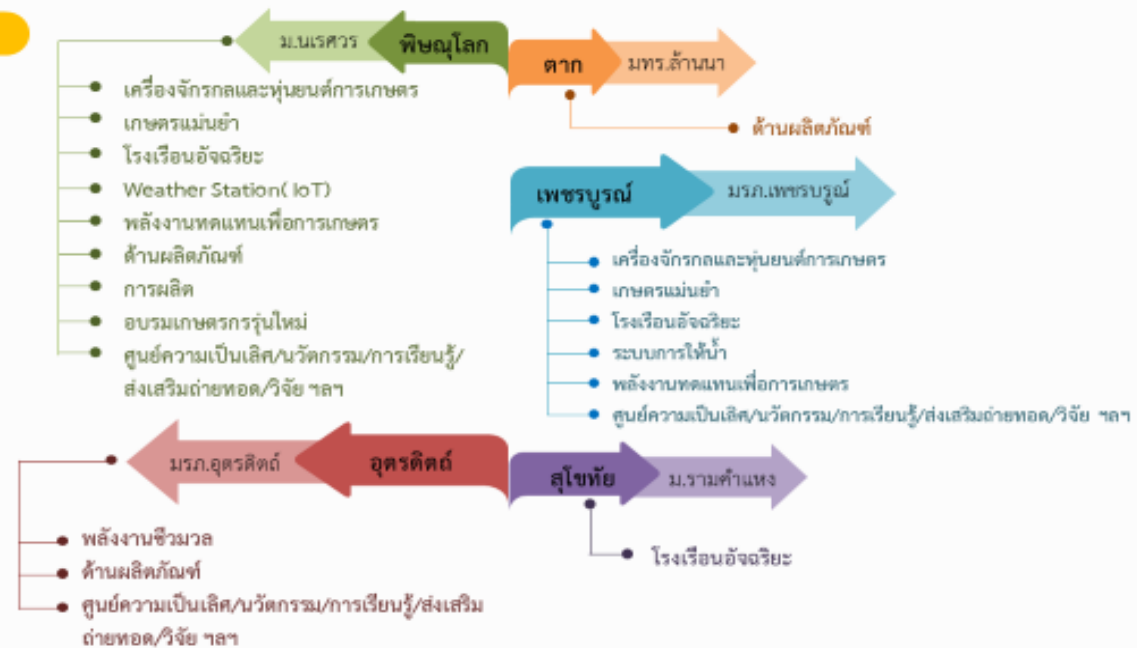 ม.นเรศวร
พิษณุโลก
เครื่องจักรกลและหุ่นยนต์การเกษตร
เกษตรแม่นยำ
โรงเรือนอัจฉริยะ
Weather Station( IoT)
พลังงานทดแทนเพื่อการเกษตร
ด้านผลิตภัณฑ์
การผลิต
อบรมเกษตรกรรุ่นใหม่
ศูนย์ความเป็นเลิศ/นวัตกรรม/การเรียนรู้/
ส่งเสริมถ่ายทอด/วิจัย ฯลฯ
ตาก
มทร.ล้านนา
ด้านผลิตภัณฑ์
เพชรบูรณ์
มรภ.เพชรบรูณ์
เครื่องจักรกลและหุ่นยนต์การเกษตร
เกษตรแม่นยำ
โรงเรือนอัจฉริยะ
ระบบการให้น้ำ
พลังงานทดแทนเพื่อการเกษตร
ศูนย์ความเป็นเลิศ/นวัตกรรม/การเรียนรู้/ส่งเสริมถ่ายทอด/วิจัย ฯลฯ
มรภ.อุตรดิตถ์
อุตรดิตถ์
พลังงานชีวมวล
ด้านผลิตภัณฑ์
ศูนย์ความเป็นเลิศ/นวัตกรรม/การเรียนรู้/ส่งเสริม
ถ่ายทอด/วิจัย ฯลฯ
สุโขทัย
ม.รามคำแหง
โรงเรือนอัจฉริยะ